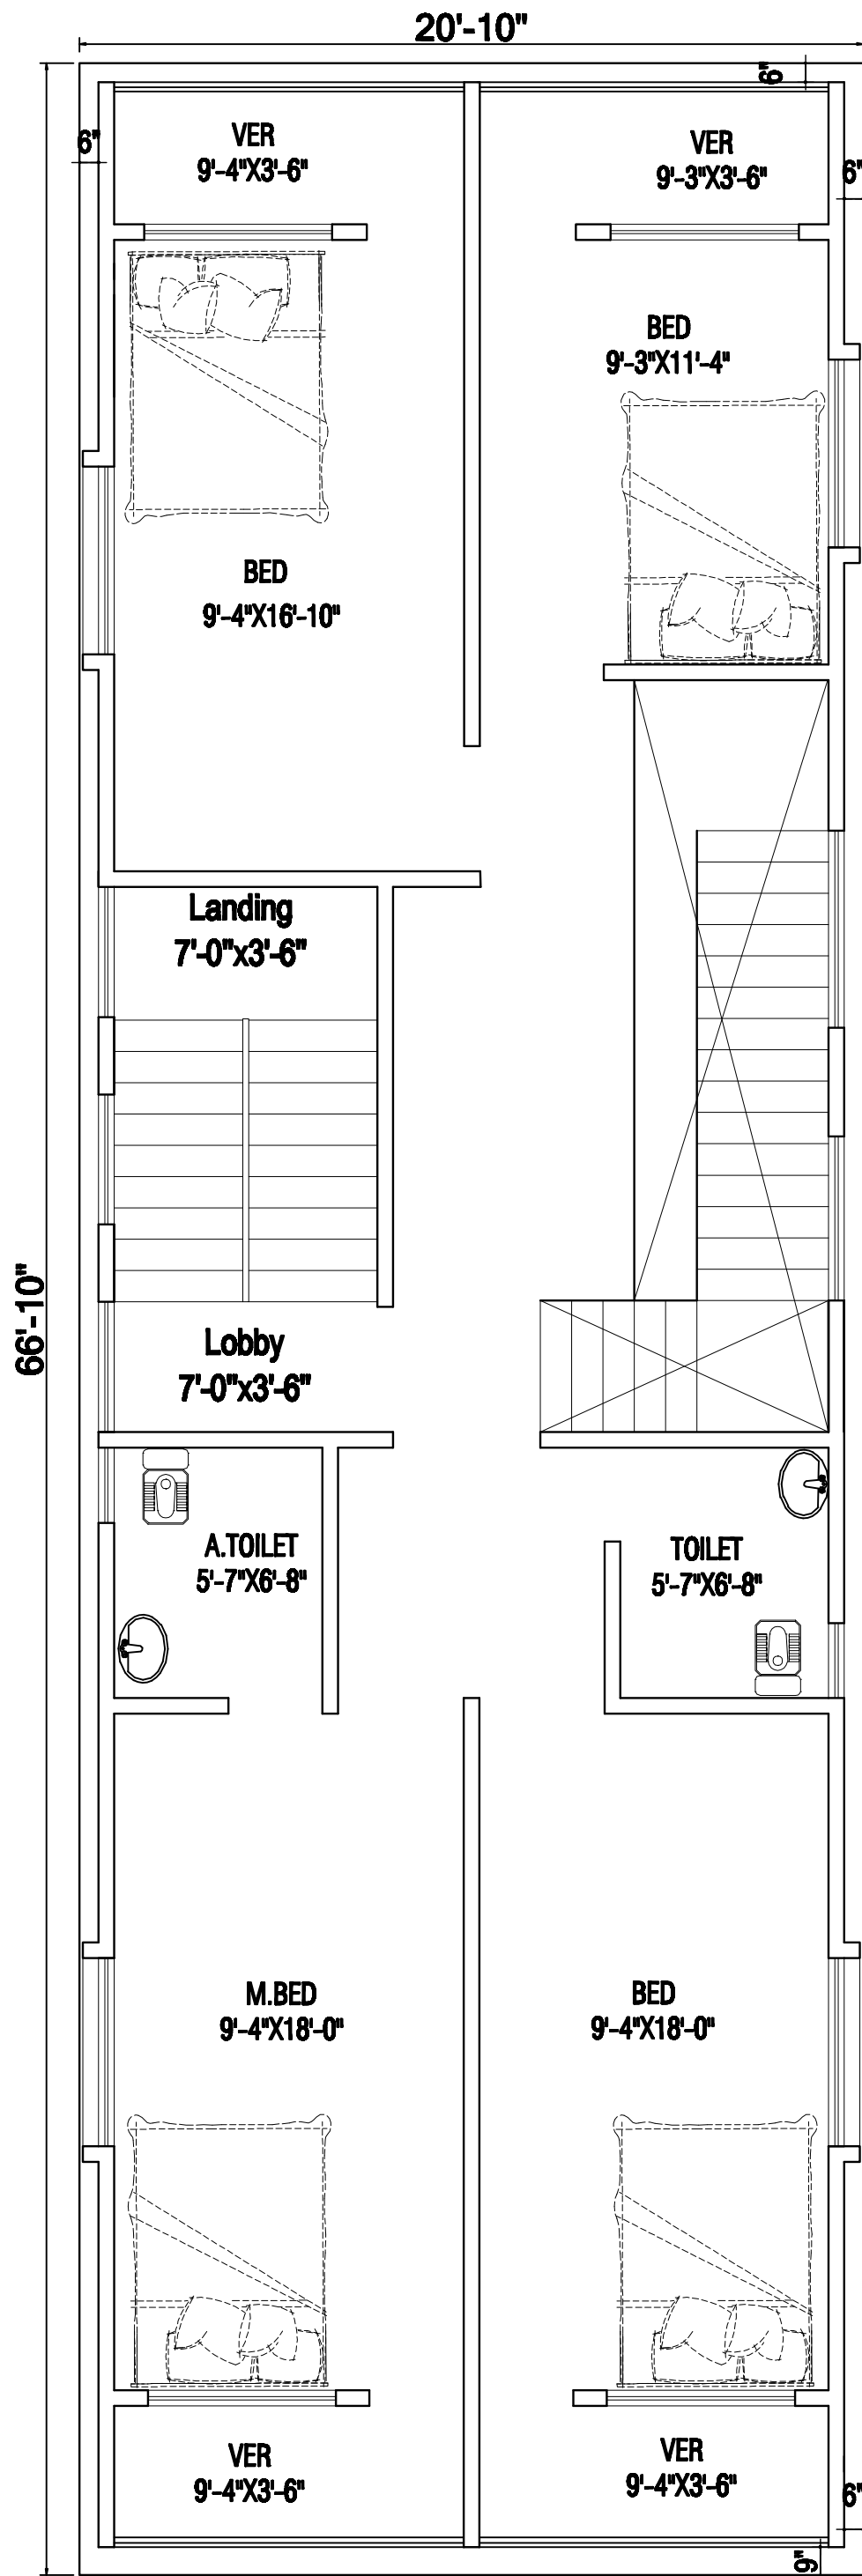 20'-10"
6"
6"
VER
9'-4"X3'-6"
VER
9'-3"X3'-6"
6"
BED
9'-3"X11'-4"
BED
9'-4"X16'-10"
Landing
7'-0"x3'-6"
66'-10"
Lobby
7'-0"x3'-6"
A.TOILET
5'-7"X6'-8"
TOILET
5'-7"X6'-8"
M.BED
9'-4"X18'-0"
BED
9'-4"X18'-0"
VER
9'-4"X3'-6"
VER
9'-4"X3'-6"
6"
9"